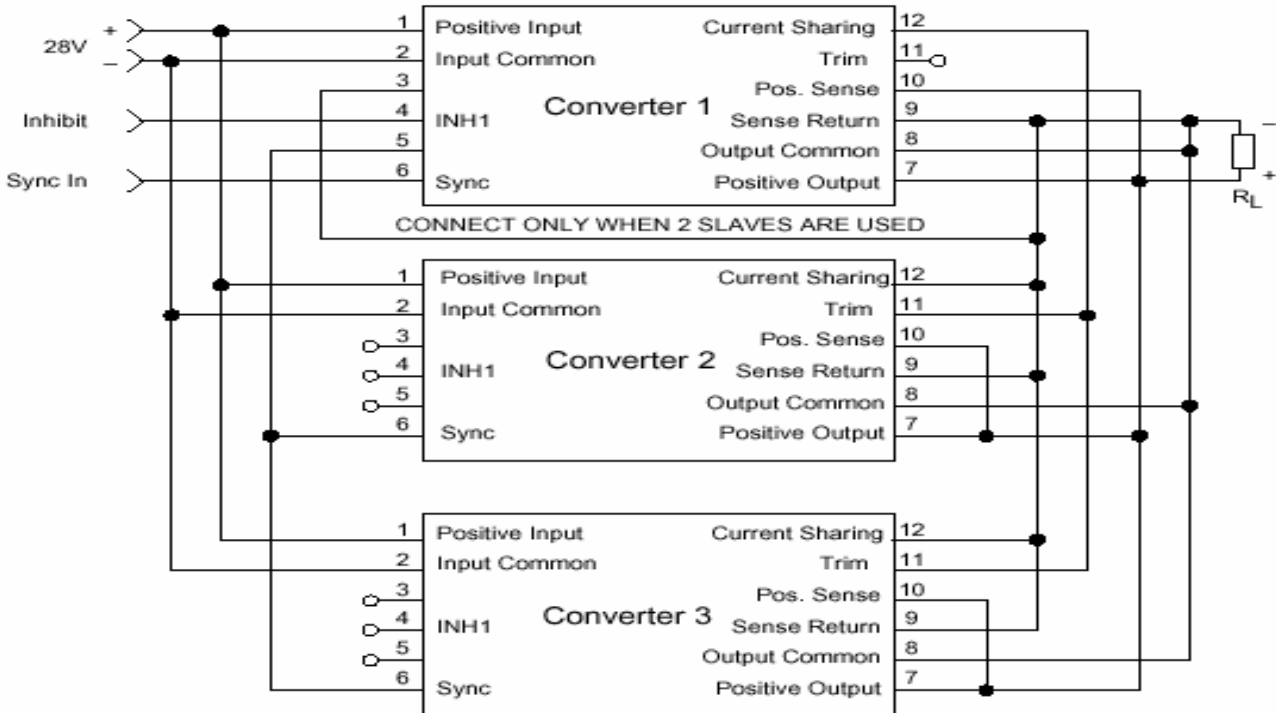 +
28V
–
Inhibit
Sync In
1 Positive Input Current Sharing 12
2 Input Common Trim 11
3 Pos. Sense 10
Converter 1
4 INH1 Sense Return 9
5 Output Common 8
6 Sync Positive Output 7
–
+
RL
CONNECT ONLY WHEN 2 SLAVES ARE USED
1 Positive Input Current Sharing 12
2 Input Common Trim 11
3 Pos. Sense 10
Converter 2
4 INH1 Sense Return 9
5 Output Common 8
6 Sync Positive Output 7
1 Positive Input Current Sharing 12
2 Input Common Trim 11
3 Pos. Sense 10
Converter 3
4 INH1 Sense Return 9
5 Output Common 8
6 Sync Positive Output 7